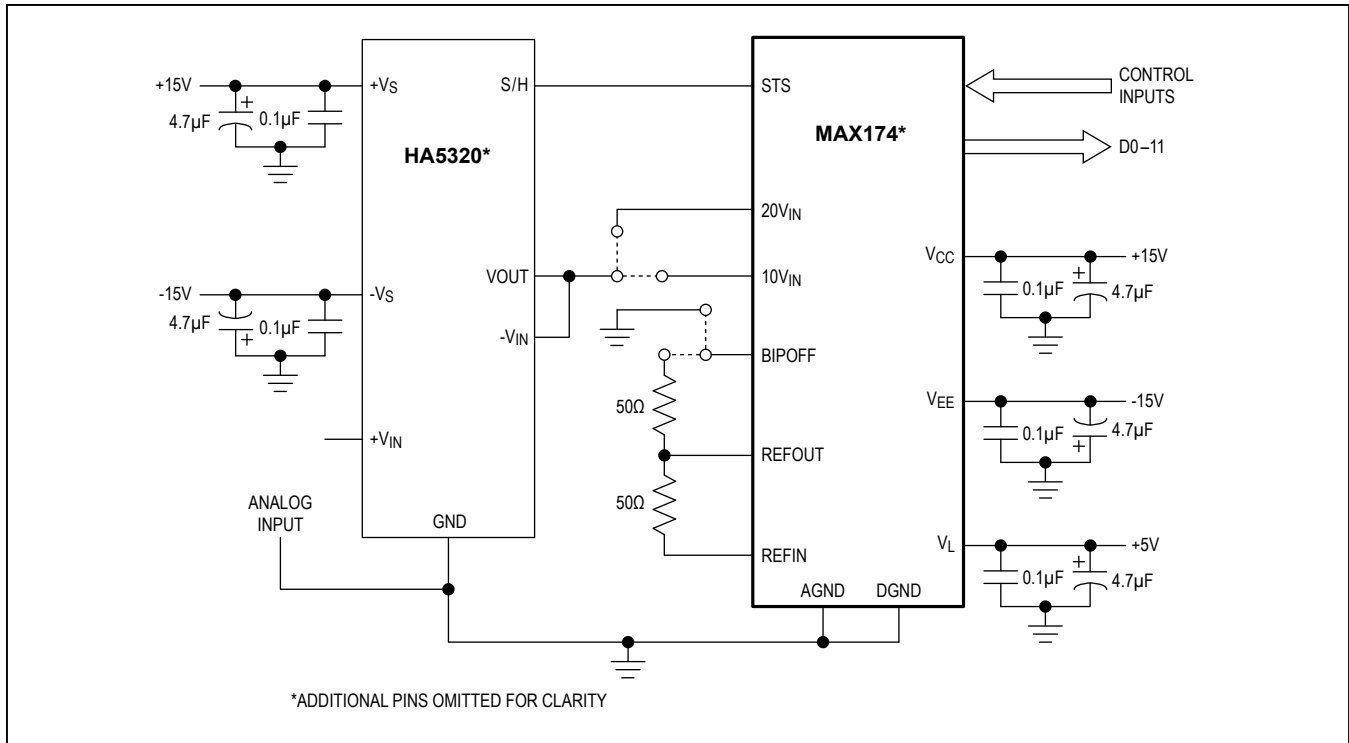 +15V
4.7µF
+
0.1µF
+VS
S/H
HA5320*
-15V
4.7µF
+
0.1µF
-VS
VOUT
-VIN
+VIN
ANALOG
INPUT
GND
STS
MAX174*
CONTROL
INPUTS
D0–11
20VIN
10VIN
BIPOFF
50Ω
REFOUT
50Ω
REFIN
AGND
DGND
VCC
+15V
0.1µF
+
4.7µF
VEE
-15V
0.1µF
+
4.7µF
VL
+5V
0.1µF
+
4.7µF
*ADDITIONAL PINS OMITTED FOR CLARITY